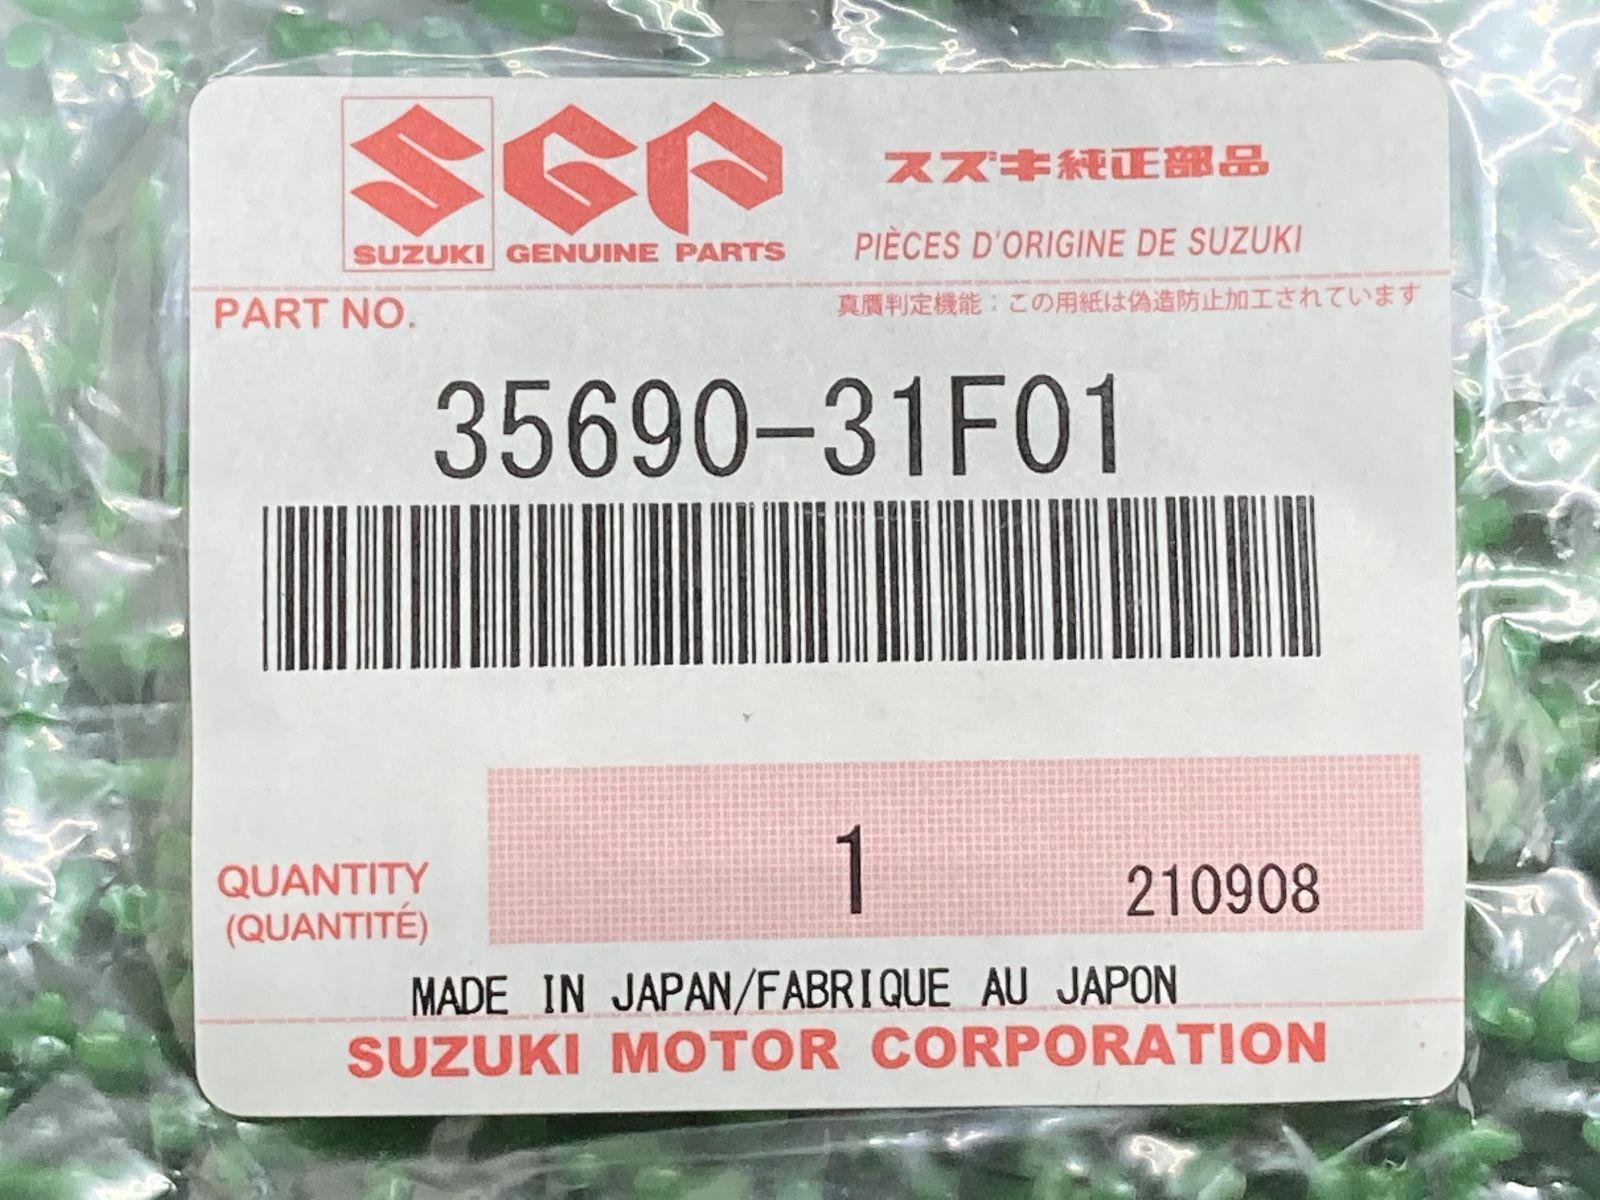 SGP
SUZUKI GENUINE PARTS
スズキ純正部品
PIÈCES D'ORIGINE DE SUZUKI
PART NO.
真贋判定機能：この用紙は偽造防止加工されています
35690-31F01
QUANTITY
(QUANTITÉ)
1
210908
MADE IN JAPAN/FABRIQUE AU JAPON
SUZUKI MOTOR CORPORATION